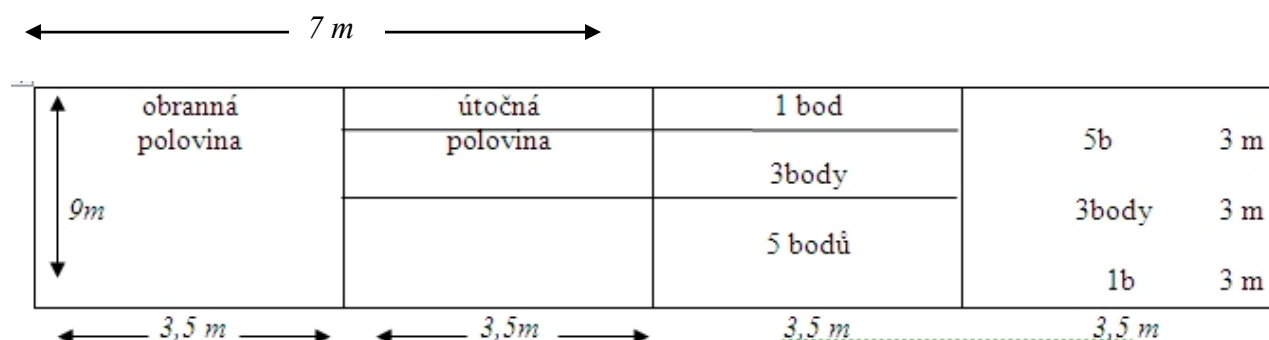 7 m
obranná
polovina
útočná
polovina
1 bod
3body
5 bodů
5b 3 m
3body 3 m
1b 3 m
9m
3,5 m 3,5m 3,5 m 3,5 m